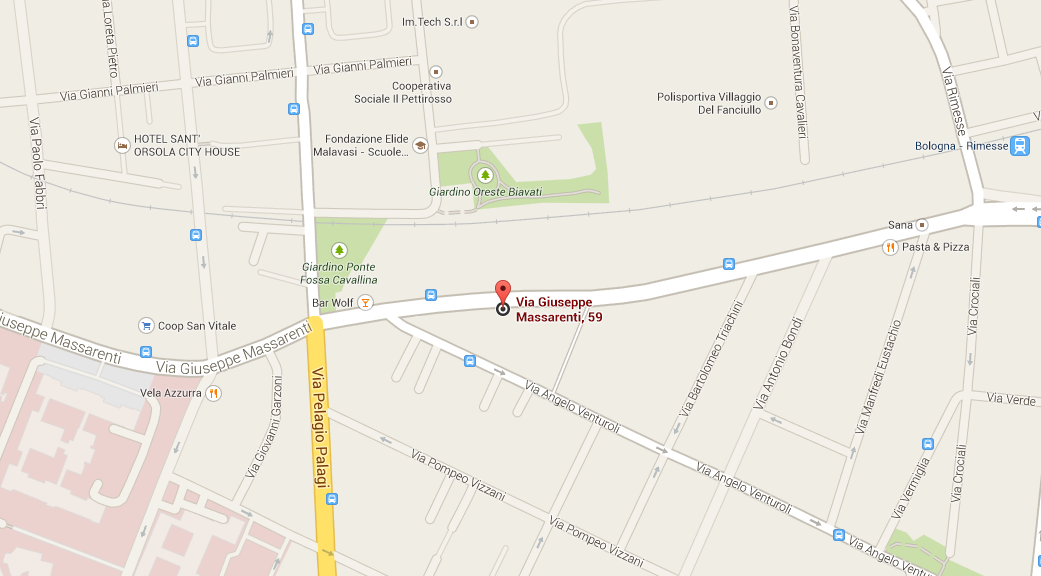 Im.Tech S.r.l
Via Loreta Pietro
Via Bonaventura Cavalieri
Via Gianni Palmieri
Via Gianni Palmieri
Via Gianni Palmieri
Cooperativa
Sociale Il Pettirosso
Polisportiva Villaggio
Del Fanciullo
Via Rimesse
Via Paolo Fabbri
HOTEL SANT'
ORSOLA CITY HOUSE
Fondazione Elide
Malavasi - Scuole...
Bologna - Rimesse
Giardino Oreste Biavati
Sana
Pasta & Pizza
Giardino Ponte
Fossa Cavallina
Bar Wolf
Via Giuseppe
Massarenti, 59
Coop San Vitale
Giuseppe Massarenti
Via Giuseppe Massarenti
Via Crociali
Via Bartolomeo Triachini
Via Antonio Bondi
Via Manfredi Eustachio
Vela Azzurra
Via Giovanni Garzoni
Via Pelagio Palagi
Via Angelo Venturoli
Via Verde
Via Pompeo Vizzani
Via Angelo Venturoli
Via Vermiglia
Via Crociali
Via Pompeo Vizzani
Via Angelo Ventu